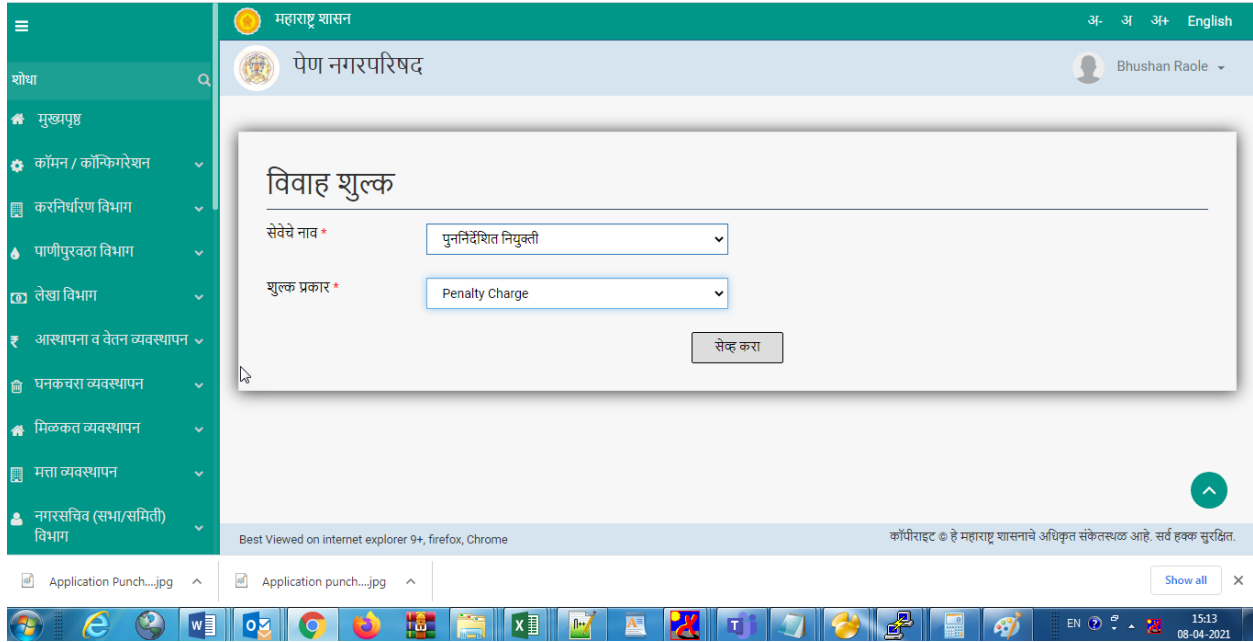 महाराष्ट्र शासन
अ- अ अ+ English
शोधा
पेण नगरपरिषद
Bhushan Raole
मुख्यपृष्ठ
कॉमन / कॉन्फिगरेशन
करनिर्धारण विभाग
पाणीपुरवठा विभाग
लेखा विभाग
आस्थापना व वेतन व्यवस्थापन
घनकचरा व्यवस्थापन
मिळकत व्यवस्थापन
मत्ता व्यवस्थापन
नगरसचिव (सभा/समिती)
विभाग
विवाह शुल्क
सेवेचे नाव *
पुनर्निर्देशित नियुक्ती
शुल्क प्रकार *
Penalty Charge
सेव्ह करा
Best Viewed on internet explorer 9+, firefox, Chrome
कॉपीराइट © हे महाराष्ट्र शासनाचे अधिकृत संकेतस्थळ आहे. सर्व हक्क सुरक्षित.
Application Punch....jpg
Application punch....jpg
Show all
EN
15:13
08-04-2021